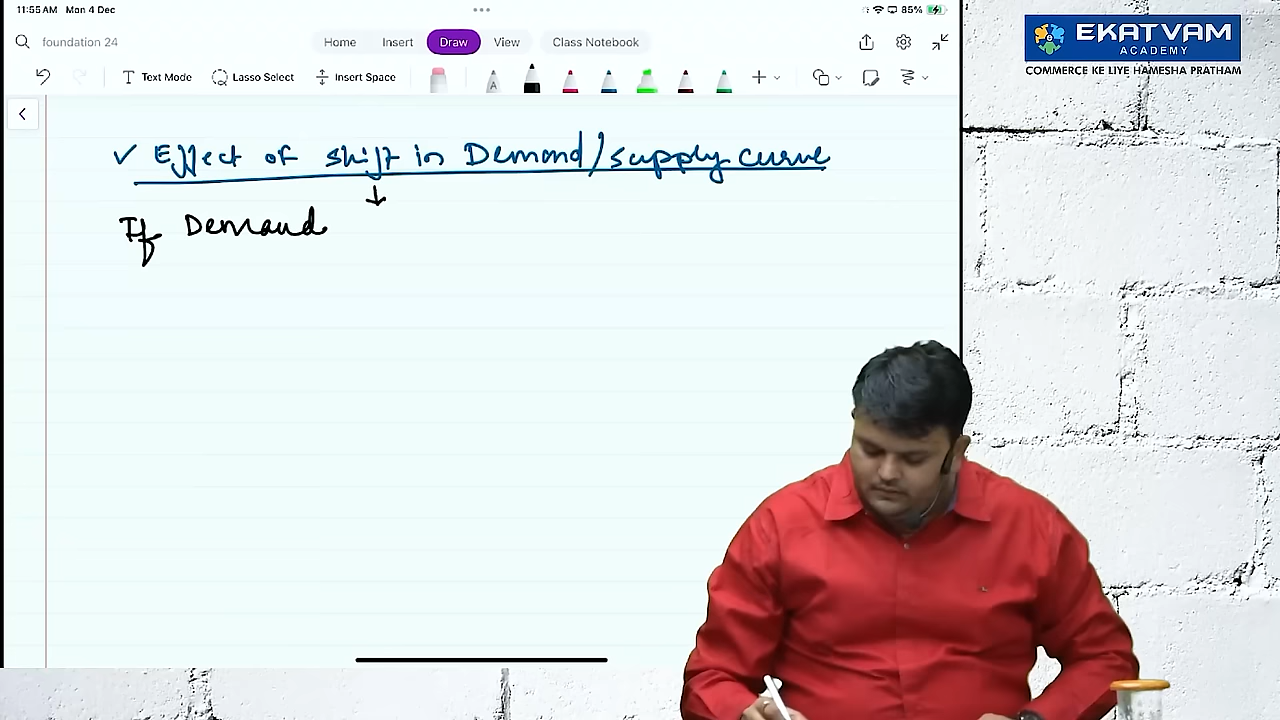 11:55 AM Mon 4 Dec
85%
foundation 24
Home Insert Draw View Class Notebook
Text Mode Lasso Select Insert Space
✓ Effect of shift in Demand/supply curve
↓
If Demand
EKATVAM
ACADEMY
COMMERCE KE LIYE HAMESHA PRATHAM